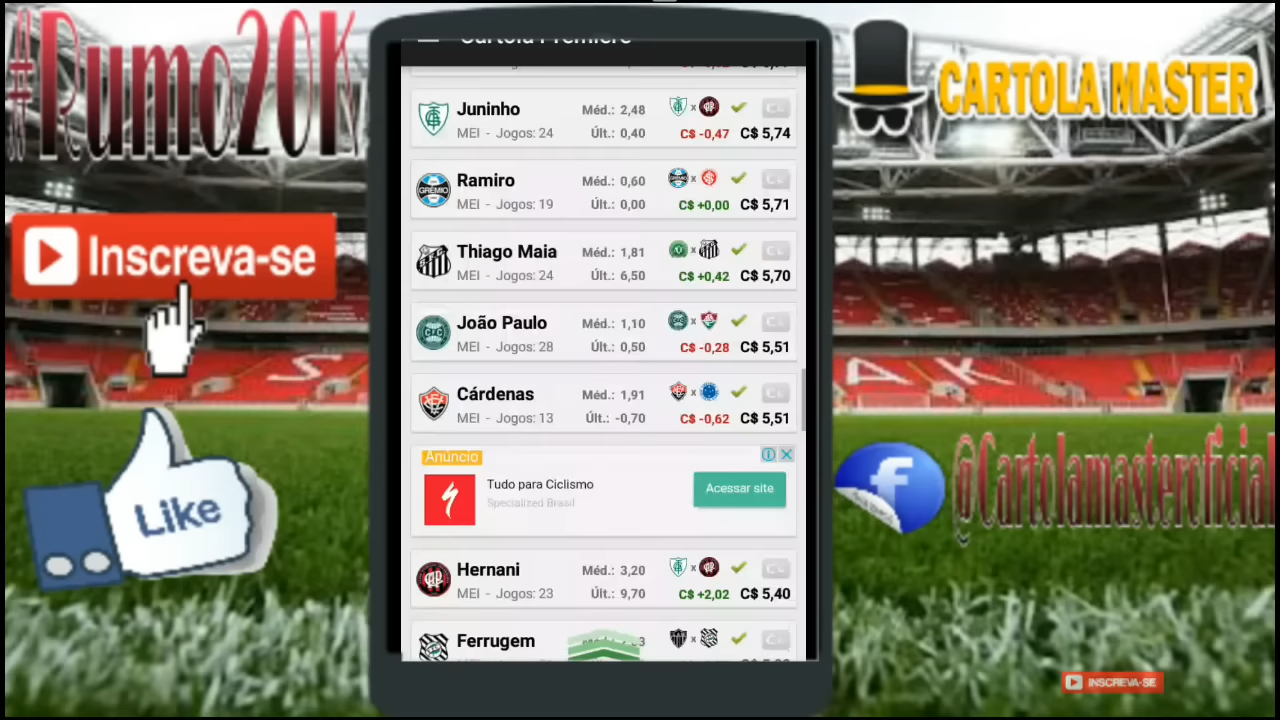 #Rumo20K
Cartola Premiere
CARTOLA MASTER
Juninho
Méd.: 2,48
x
MEI - Jogos: 24
Últ.: 0,40
C$ -0,47
C$ 5,74
GRÊMIO
Ramiro
Méd.: 0,60
x
MEI - Jogos: 19
Últ.: 0,00
C$ +0,00
C$ 5,71
Inscreva-se
Thiago Maia
Méd.: 1,81
x
MEI - Jogos: 24
Últ.: 6,50
C$ +0,42
C$ 5,70
João Paulo
Méd.: 1,10
x
MEI - Jogos: 28
Últ.: 0,50
C$ -0,28
C$ 5,51
S
A K
Cárdenas
Méd.: 1,91
x
MEI - Jogos: 13
Últ.: -0,70
C$ -0,62
C$ 5,51
Anúncio
Tudo para Ciclismo
Specialized Brasil
Acessar site
Like
f
@Cartolamasteroficial
Hernani
Méd.: 3,20
x
MEI - Jogos: 23
Últ.: 9,70
C$ +2,02
C$ 5,40
Ferrugem
x
INSCREVA-SE